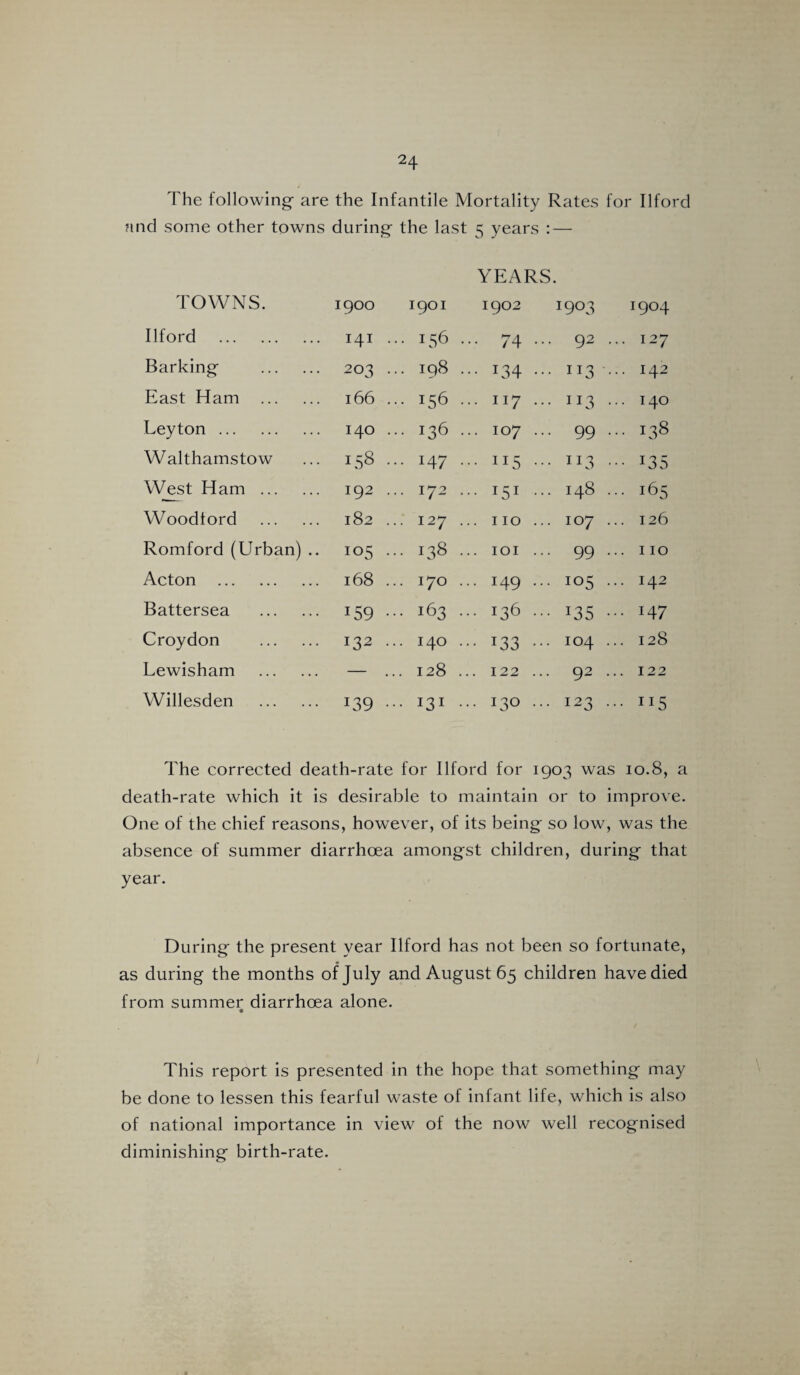 24
The following are the Infantile Mortality Rates for Ilford
and some other towns during the last 5 years :—
YEARS.
TOWNS. 1900 1901 1902 1903 1904
Ilford ... ... ... 141 ... 156 ... 74 ... 92 ... 127
Barking ... ... 203 ... 198 ... 134 ... 113 ... 142
East Ham ... ... 166 ... 156 ... 117 ... 113 ... 140
Leyton ... ... ... 140 ... 136 ... 107 ... 99 ... 138
Walthamstow ... 158 ... 147 ... 115 ... 113 ... 135
West Ham ... ... 192 ... 172 ... 151 ... 148 ... 165
Woodford ... ... 182 ... 127 ... 110 ... 107 ... 126
Romford (Urban) .. 105 ... 138 ... 101 ... 99 ... 110
Acton ... ... ... 168 ... 170 ... 149 ... 105 ... 142
Battersea ... ... 159 ... 163 ... 136 ... 135 ... 147
Croydon ... ... 132 ... 140 ... 133 ... 104 ... 128
Lewisham ... ... — ... 128 ... 122 ... 92 ... 122
Willesden ... ... 139 ... 131 ... 130 ... 123 ... 115
The corrected death-rate for Ilford for 1903 was 10.8, a
death-rate which it is desirable to maintain or to improve.
One of the chief reasons, however, of its being so low, was the
absence of summer diarrhœa amongst children, during that
year.
During the present year Ilford has not been so fortunate,
as during the months of July and August 65 children have died
from summer diarrhœa alone.
This report is presented in the hope that something may
be done to lessen this fearful waste of infant life, which is also
of national importance in view of the now well recognised
diminishing birth-rate.